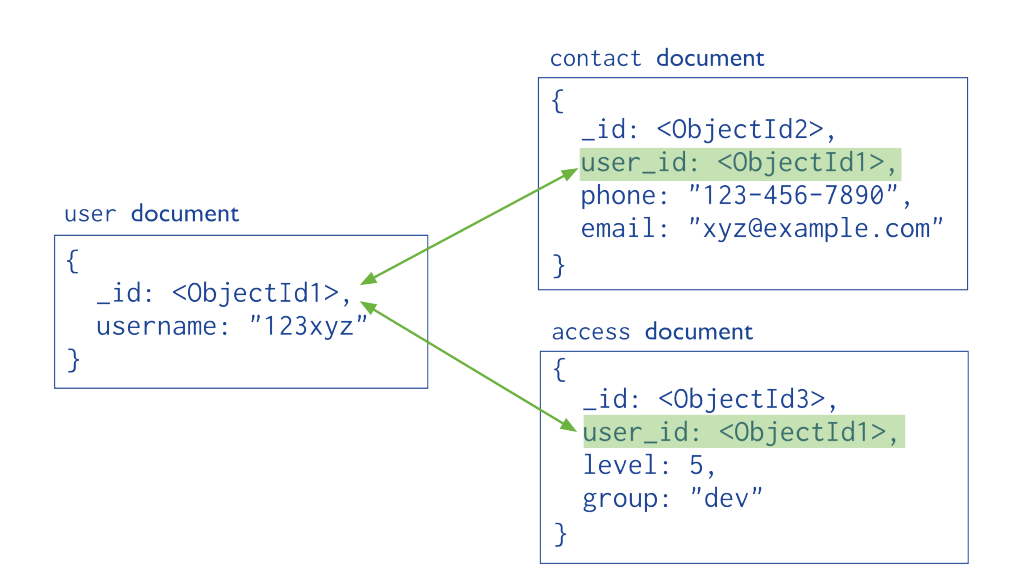 user document
{
_id: <ObjectId1>,
username: "123xyz"
}
contact document
{
_id: <ObjectId2>,
user_id: <ObjectId1>,
phone: "123-456-7890",
email: "xyz@example.com"
}
access document
{
_id: <ObjectId3>,
user_id: <ObjectId1>,
level: 5,
group: "dev"
}